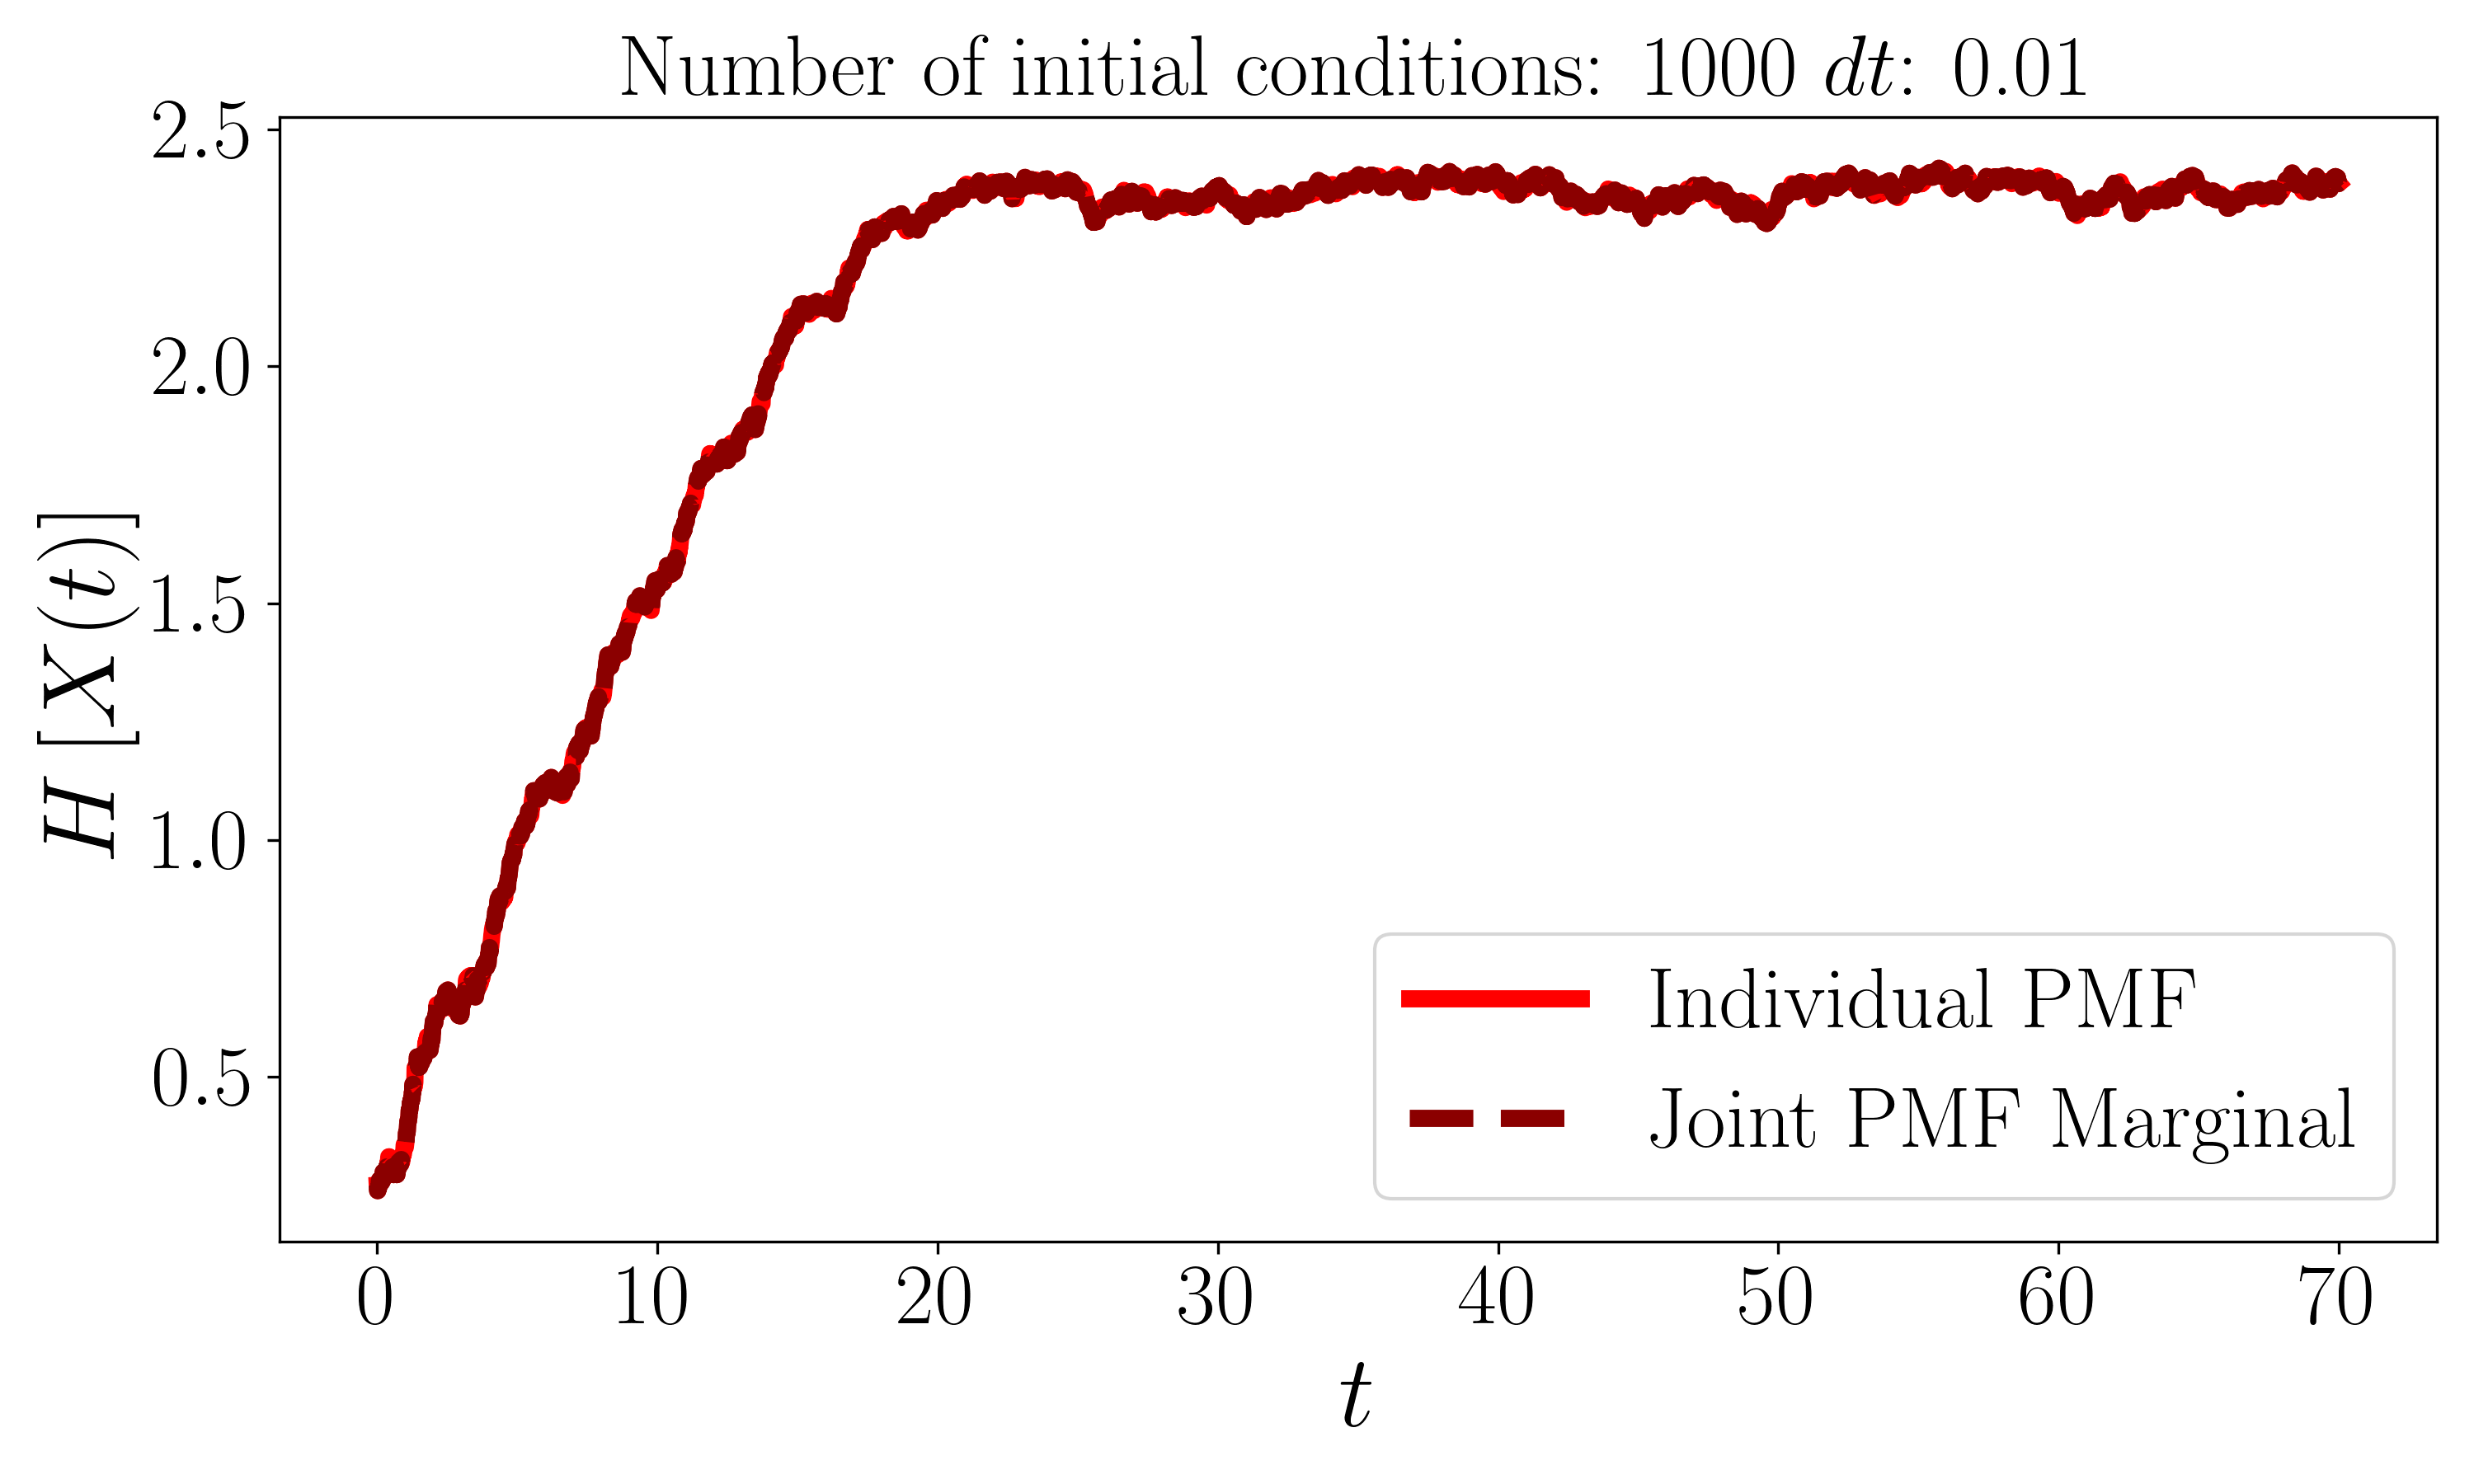 Number of initial conditions: 1000 dt: 0.01
H [X(t)]
2.5
2.0
1.5
1.0
0.5
Individual PMF
Joint PMF Marginal
0 10 20 30 40 50 60 70
t